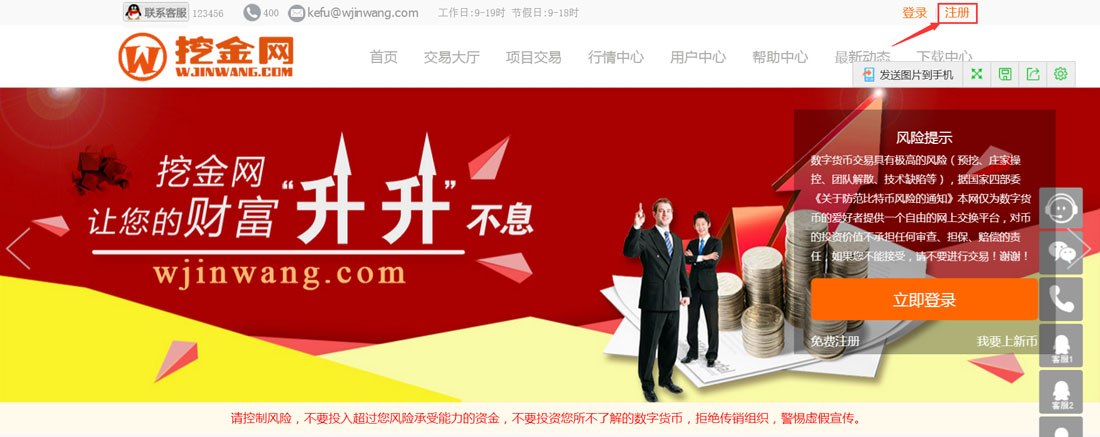 联系客服 123456 400 kefu@wjinwang.com 工作日:9-19时 节假日:9-18时 登录 注册
挖金网
WJINWANG.COM
首页 交易大厅 项目交易 行情中心 用户中心 帮助中心 最新动态 下载中心
发送图片到手机
挖金网
让您的财富“升升”不息
wjinwang.com
风险提示
数字货币交易具有极高的风险（预挖、庄家操
控、团队解散、技术缺陷等），据国家四部委
《关于防范比特币风险的通知》本网仅为数字货
币的爱好者提供一个自由的网上交换平台，对币
的投资价值不承担任何审查、担保、赔偿的责
任，如果您不能接受，请不要进行交易！谢谢！
立即登录
免费注册 我要上新币
客服1
客服2
请控制风险，不要投入超过您风险承受能力的资金，不要投资您所不了解的数字货币，拒绝传销组织，警惕虚假宣传。